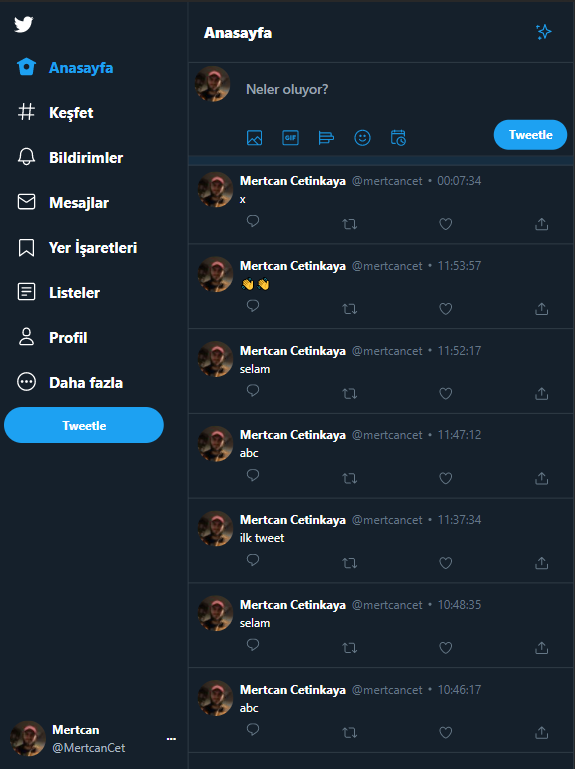 Anasayfa
Keşfet
Bildirimler
Mesajlar
Yer İşaretleri
Listeler
Profil
Daha fazla
Tweetle
Mertcan
@MertcanCet
...
Anasayfa
Neler oluyor?
GIF
Tweetle
Mertcan Cetinkaya @mertcancet • 00:07:34
x
Mertcan Cetinkaya @mertcancet • 11:53:57
👏👏
Mertcan Cetinkaya @mertcancet • 11:52:17
selam
Mertcan Cetinkaya @mertcancet • 11:47:12
abc
Mertcan Cetinkaya @mertcancet • 11:37:34
ilk tweet
Mertcan Cetinkaya @mertcancet • 10:48:35
selam
Mertcan Cetinkaya @mertcancet • 10:46:17
abc